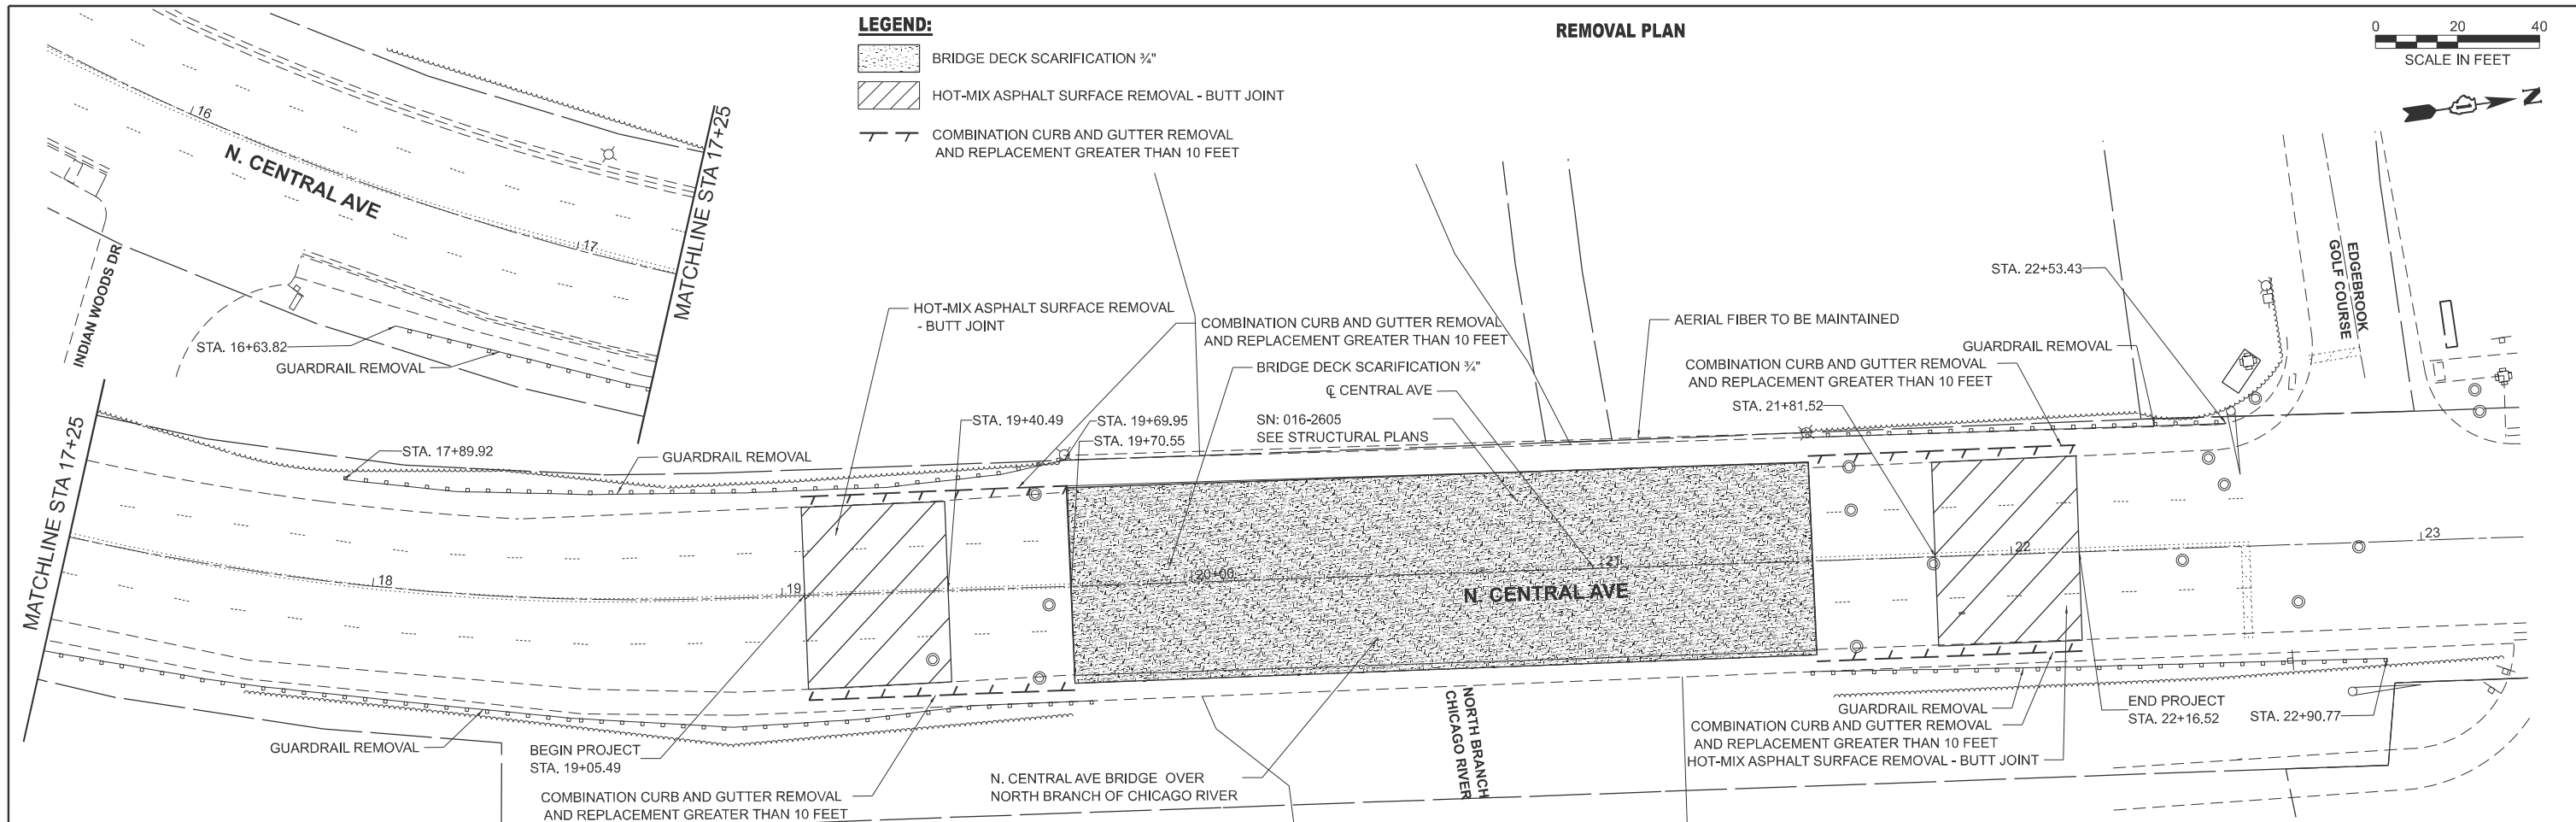 LEGEND:
BRIDGE DECK SCARIFICATION ¾"
HOT-MIX ASPHALT SURFACE REMOVAL - BUTT JOINT
COMBINATION CURB AND GUTTER REMOVAL
AND REPLACEMENT GREATER THAN 10 FEET
REMOVAL PLAN
0 20 40
SCALE IN FEET
N
16
N. CENTRAL AVE
17
MATCHLINE STA 17+25
INDIAN WOODS DR
STA. 16+63.82
GUARDRAIL REMOVAL
MATCHLINE STA 17+25
STA. 17+89.92
GUARDRAIL REMOVAL
HOT-MIX ASPHALT SURFACE REMOVAL
- BUTT JOINT
STA. 19+40.49
STA. 19+69.95
STA. 19+70.55
COMBINATION CURB AND GUTTER REMOVAL
AND REPLACEMENT GREATER THAN 10 FEET
BRIDGE DECK SCARIFICATION ¾"
℄ CENTRAL AVE
SN: 016-2605
SEE STRUCTURAL PLANS
AERIAL FIBER TO BE MAINTAINED
STA. 22+53.43
GUARDRAIL REMOVAL
COMBINATION CURB AND GUTTER REMOVAL
AND REPLACEMENT GREATER THAN 10 FEET
STA. 21+81.52
EDGEBROOK
GOLF COURSE
18
19
20+00
21
22
23
N. CENTRAL AVE
GUARDRAIL REMOVAL
BEGIN PROJECT
STA. 19+05.49
COMBINATION CURB AND GUTTER REMOVAL
AND REPLACEMENT GREATER THAN 10 FEET
N. CENTRAL AVE BRIDGE OVER
NORTH BRANCH OF CHICAGO RIVER
NORTH BRANCH
CHICAGO RIVER
GUARDRAIL REMOVAL
COMBINATION CURB AND GUTTER REMOVAL
AND REPLACEMENT GREATER THAN 10 FEET
HOT-MIX ASPHALT SURFACE REMOVAL - BUTT JOINT
END PROJECT
STA. 22+16.52
STA. 22+90.77